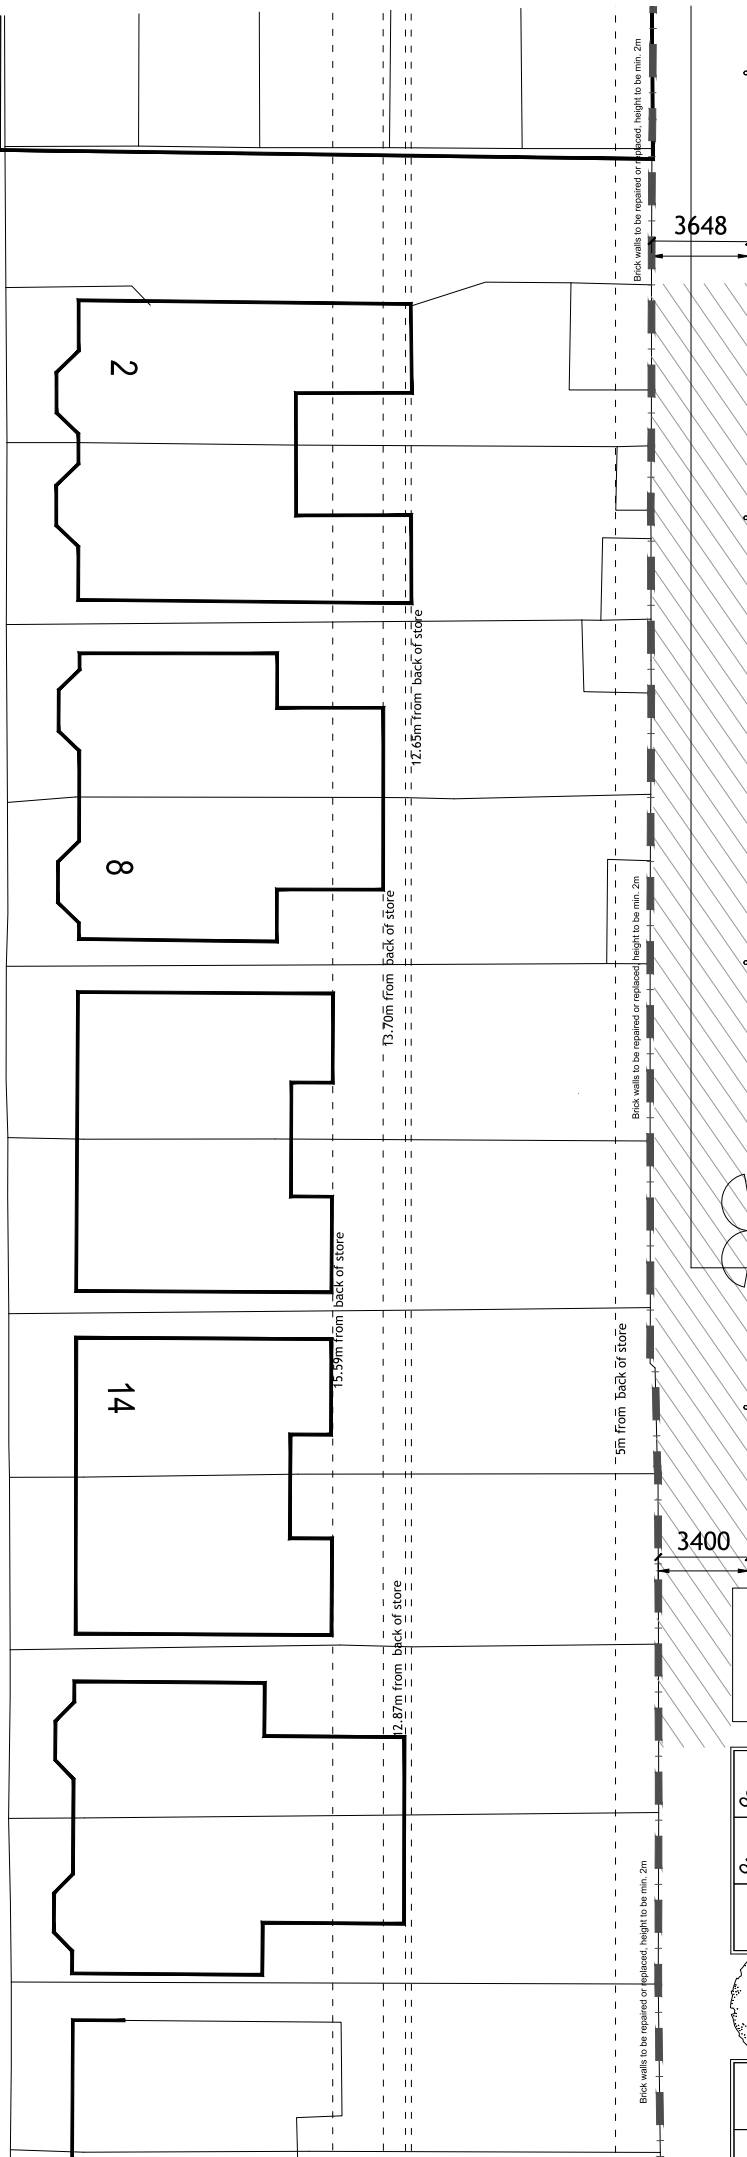 Brick walls to be repaired or replaced, height to be min. 2m
3648
2
12.65m from back of store
8
13.70m from back of store
Brick walls to be repaired or replaced, height to be min. 2m
15.59m from back of store
5m from back of store
14
3400
12.87m from back of store
Brick walls to be repaired or replaced, height to be min. 2m